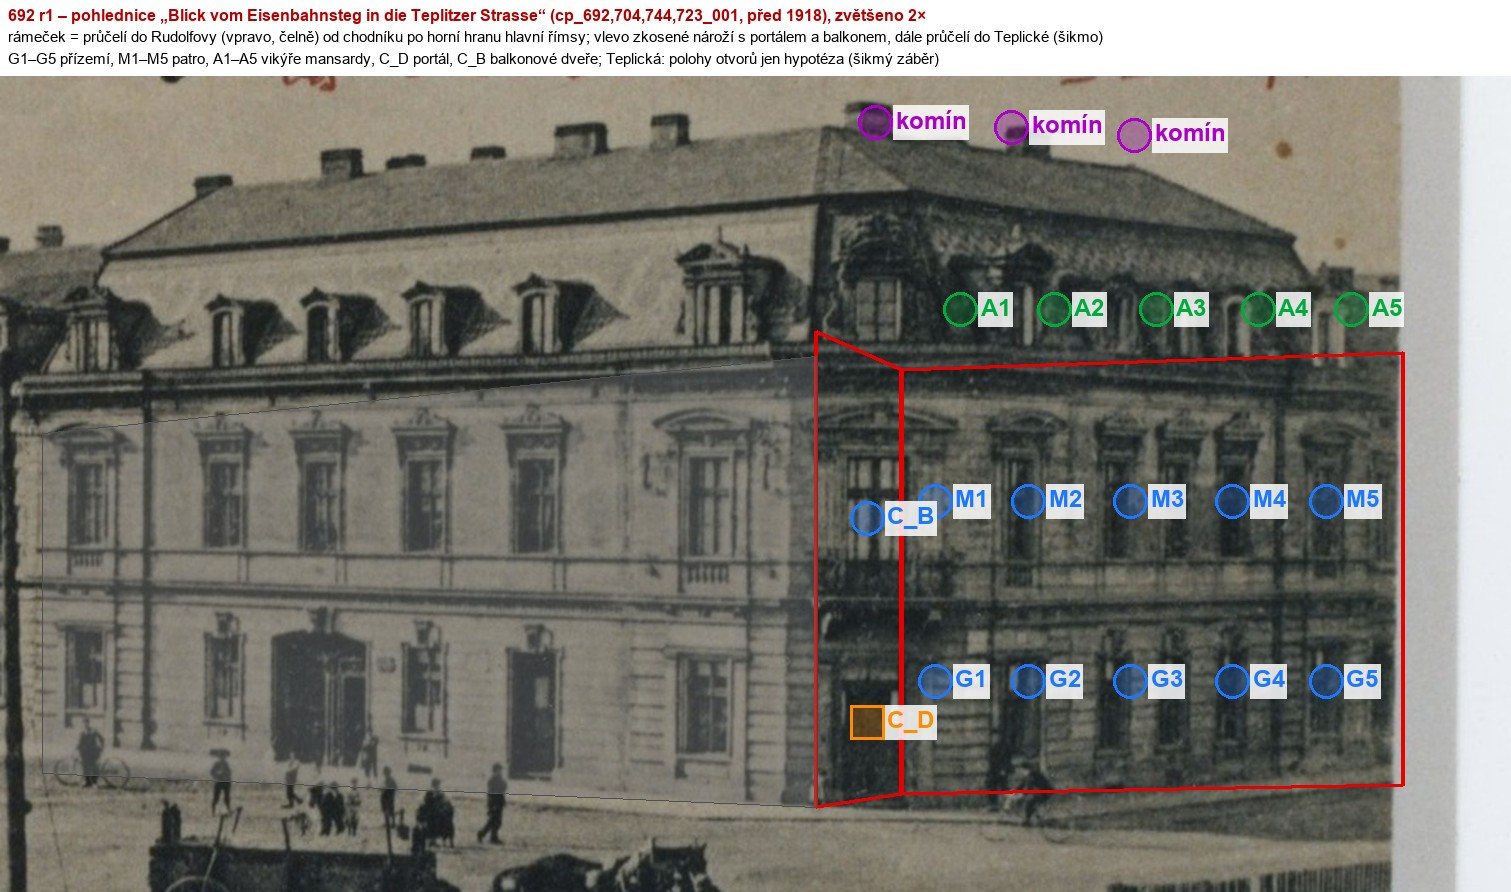 692 r1 – pohlednice „Blick vom Eisenbahnsteg in die Teplitzer Strasse“ (cp_692,704,744,723_001, před 1918), zvětšeno 2×
rámeček = průčelí do Rudolfovy (vpravo, čelně) od chodníku po horní hranu hlavní římsy; vlevo zkosené nároží s portálem a balkonem, dále průčelí do Teplické (šikmo)
G1–G5 přízemí, M1–M5 patro, A1–A5 vikýře mansardy, C_D portál, C_B balkonové dveře; Teplická: polohy otvorů jen hypotéza (šikmý záběr)
komín
komín
komín
A1
A2
A3
A4
A5
M1
M2
M3
M4
M5
C_B
G1
G2
G3
G4
G5
C_D